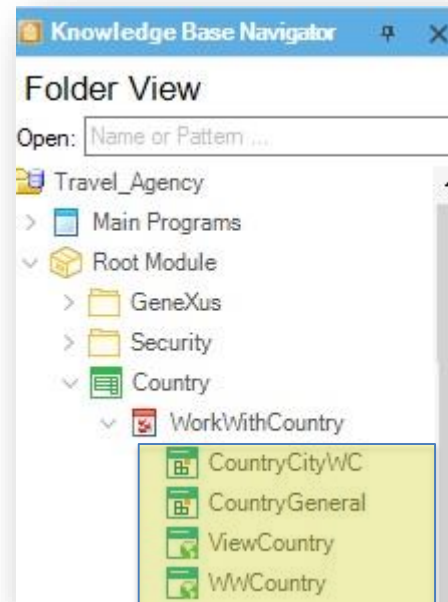 Knowledge Base Navigator
Folder View
Open: Name or Pattern ...
Travel_Agency
Main Programs
Root Module
GeneXus
Security
Country
WorkWithCountry
CountryCityWC
CountryGeneral
ViewCountry
WWCountry